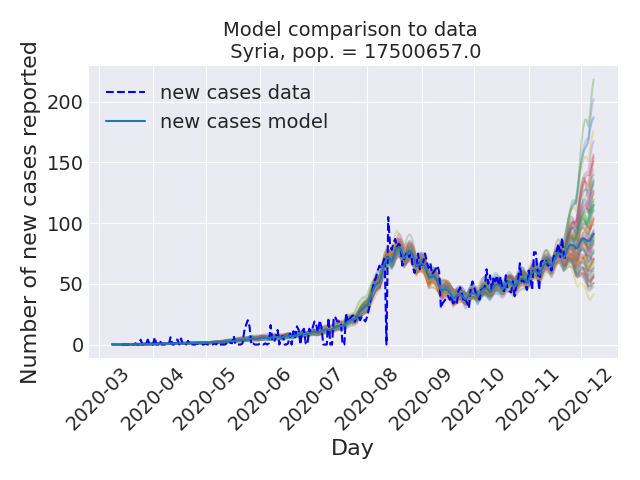 Model comparison to data
Syria, pop. = 17500657.0
Number of new cases reported
200
150
100
50
0
new cases data
new cases model
2020-03
2020-04
2020-05
2020-06
2020-07
2020-08
2020-09
2020-10
2020-11
2020-12
Day